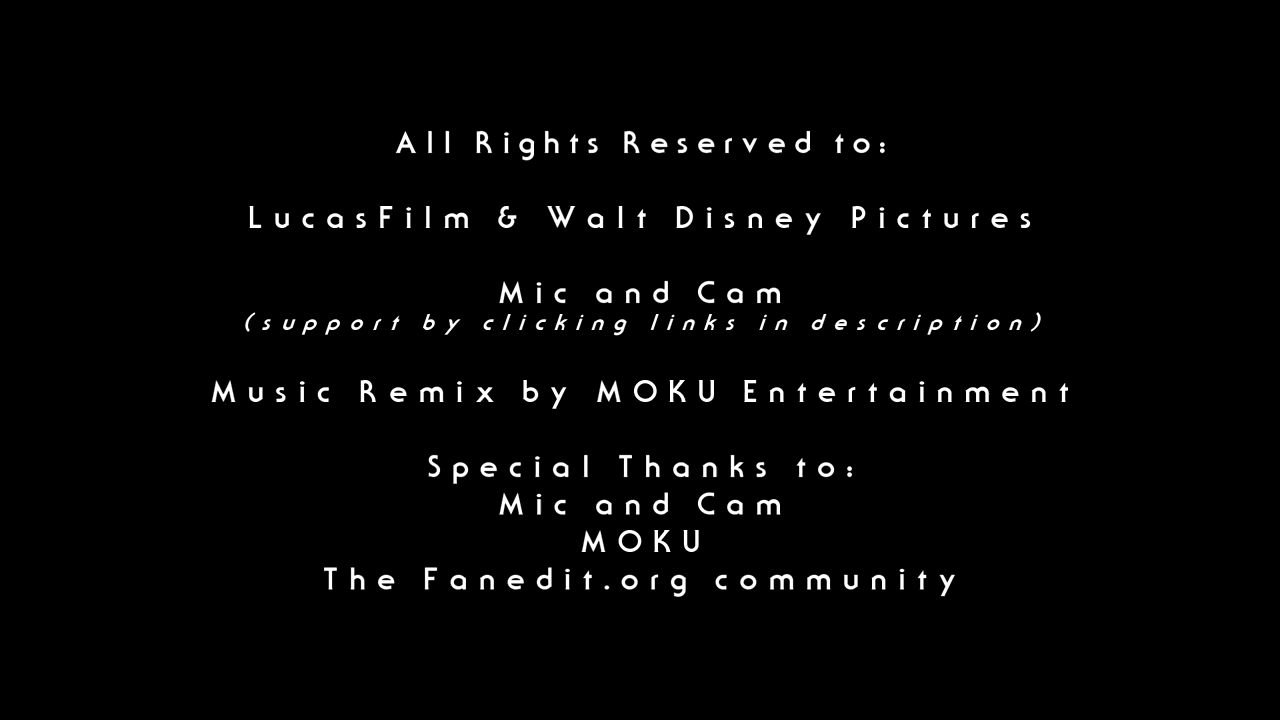 All Rights Reserved to:
LucasFilm & Walt Disney Pictures
Mic and Cam
(support by clicking links in description)
Music Remix by MOKU Entertainment
Special Thanks to:
Mic and Cam
MOKU
The Fanedit.org community